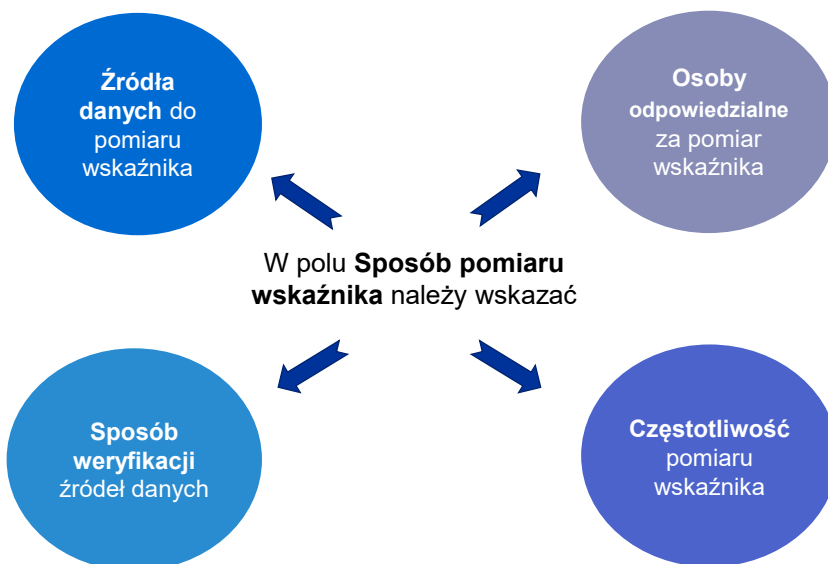 Źródła
danych do
pomiaru
wskaźnika
Osoby
odpowiedzialne
za pomiar
wskaźnika
W polu Sposób pomiaru
wskaźnika należy wskazać
Sposób
weryfikacji
źródeł danych
Częstotliwość
pomiaru
wskaźnika